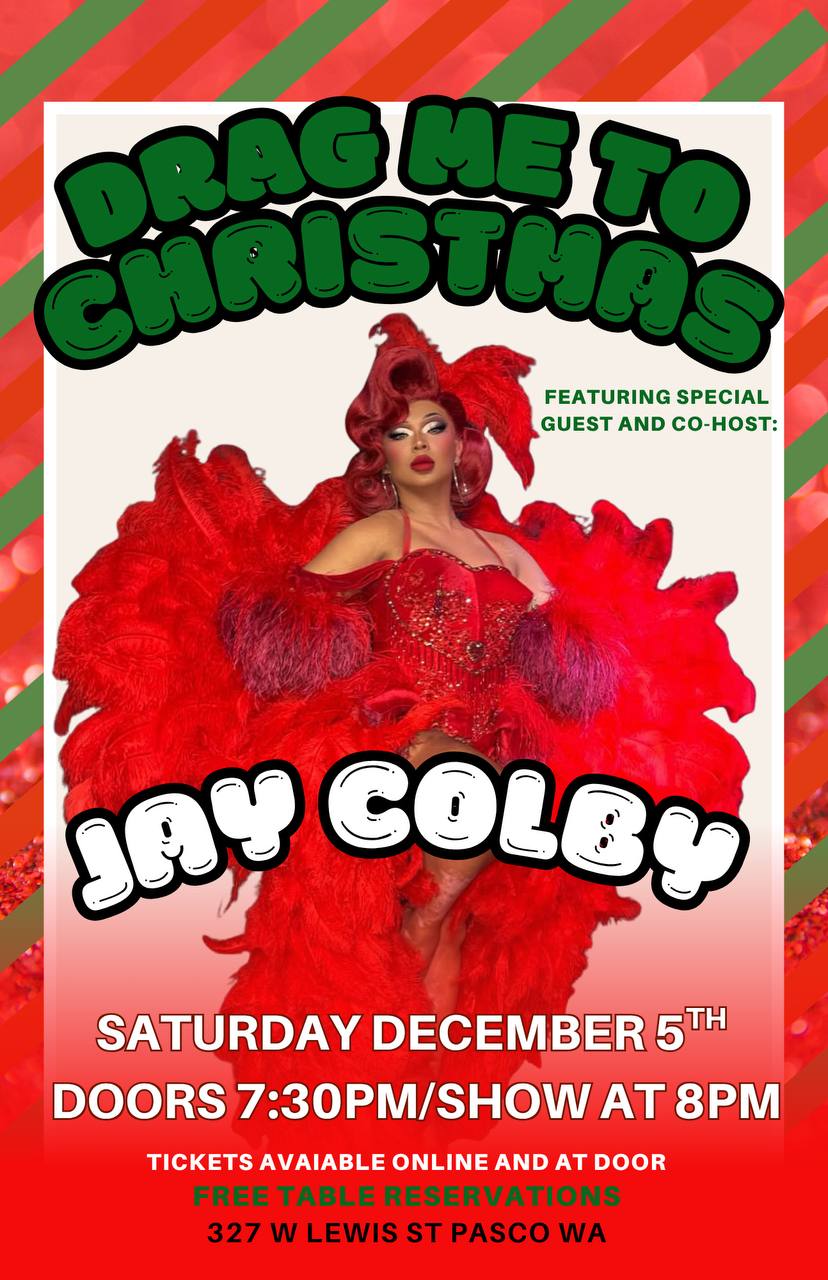 DRAG ME TO
CHRISTMAS
FEATURING SPECIAL
GUEST AND CO-HOST:
JAY COLBY
SATURDAY DECEMBER 5TH
DOORS 7:30PM/SHOW AT 8PM
TICKETS AVAIABLE ONLINE AND AT DOOR
FREE TABLE RESERVATIONS
327 W LEWIS ST PASCO WA